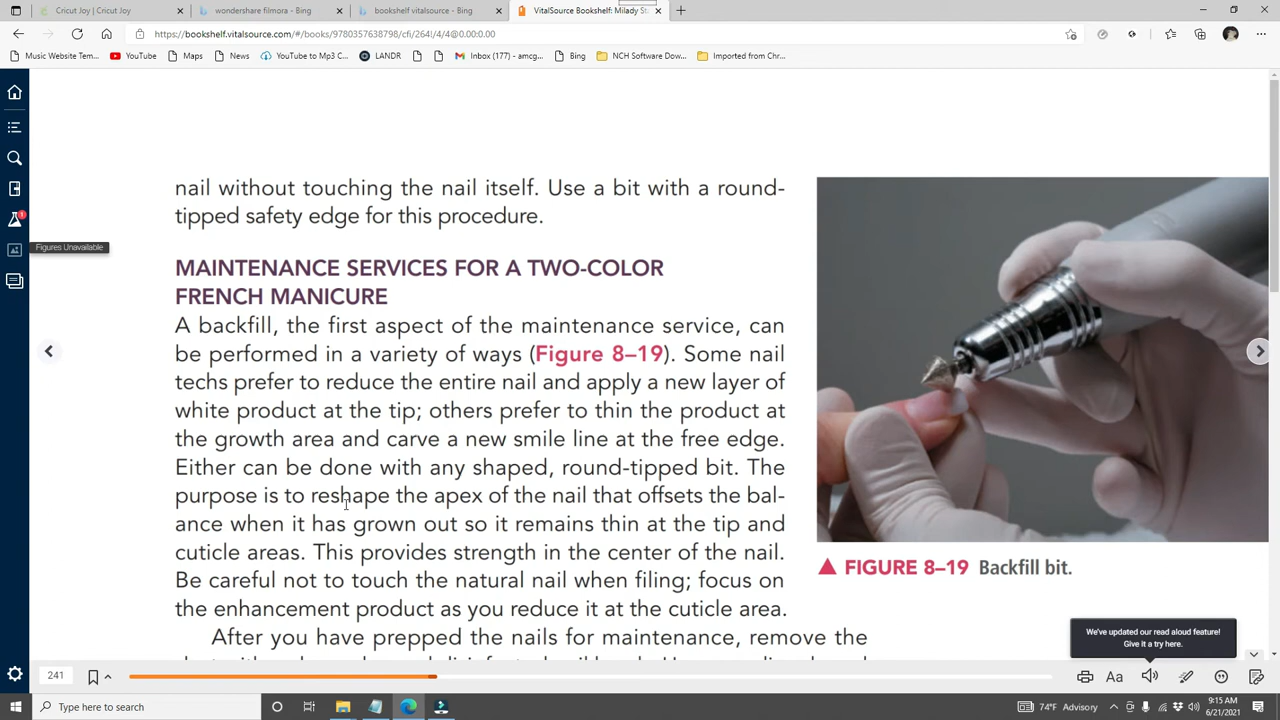 Cricut Joy | Cricut Joy
wondershare filmora - Bing
bookshelf vitalsource - Bing
VitalSource Bookshelf: Milady St
https://bookshelf.vitalsource.com/#/books/9780357638798/cfi/264!/4/4@0.00:0.00
Music Website Tem...
YouTube
Maps
News
YouTube to Mp3 C...
LANDR
Inbox (177) - amcg...
Bing
NCH Software Dow...
Imported from Chr...
nail without touching the nail itself. Use a bit with a round-
tipped safety edge for this procedure.
1
Figures Unavailable
MAINTENANCE SERVICES FOR A TWO-COLOR
FRENCH MANICURE
A backfill, the first aspect of the maintenance service, can
be performed in a variety of ways (Figure 8–19). Some nail
techs prefer to reduce the entire nail and apply a new layer of
white product at the tip; others prefer to thin the product at
the growth area and carve a new smile line at the free edge.
Either can be done with any shaped, round-tipped bit. The
purpose is to reshape the apex of the nail that offsets the bal-
ance when it has grown out so it remains thin at the tip and
cuticle areas. This provides strength in the center of the nail.
Be careful not to touch the natural nail when filing; focus on
the enhancement product as you reduce it at the cuticle area.
After you have prepped the nails for maintenance, remove the
▲ FIGURE 8–19 Backfill bit.
We've updated our read aloud feature!
Give it a try here.
241
Aa
Type here to search
74°F Advisory
9:15 AM
6/21/2021